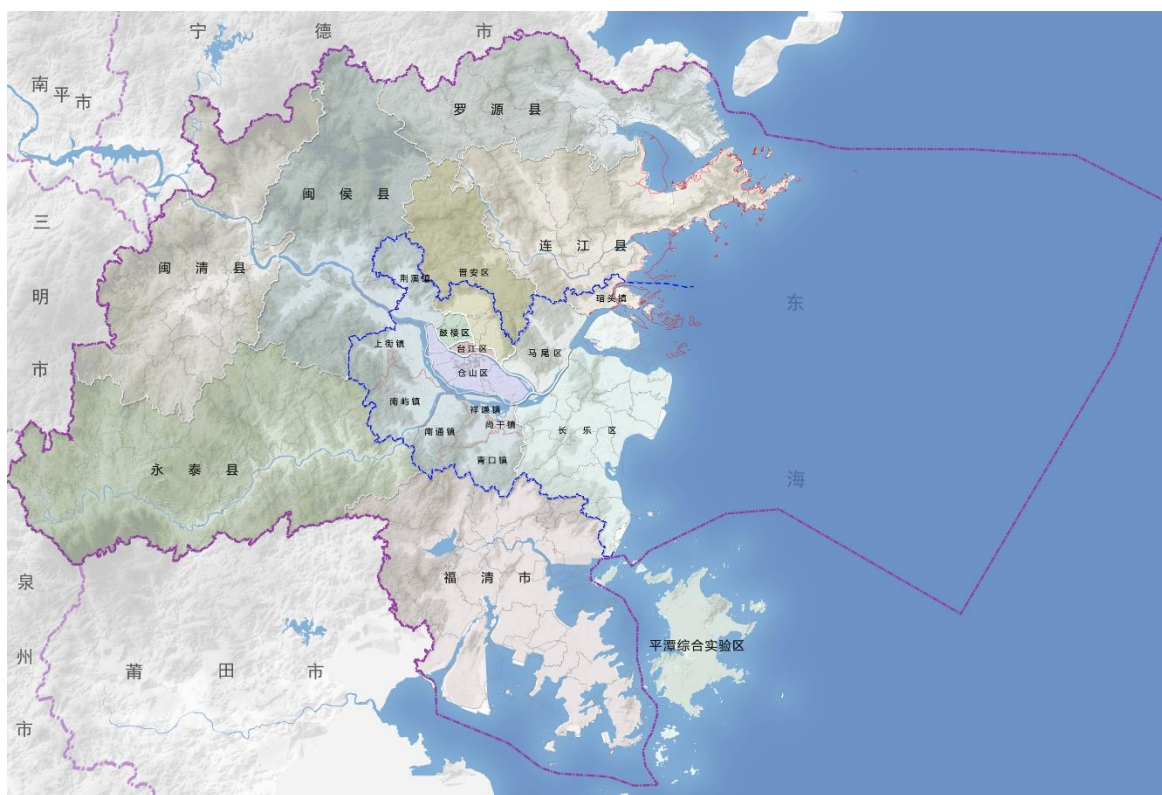 宁德市
南平市
罗源县
闽侯县
三明市
连江县
闽清县
晋安区
荆溪镇
琯头镇
东海
鼓楼区
上街镇
台江区
马尾区
仓山区
南屿镇
祥谦镇
尚干镇
南通镇
长乐区
青口镇
永泰县
福清市
泉州市
平潭综合实验区
莆田市